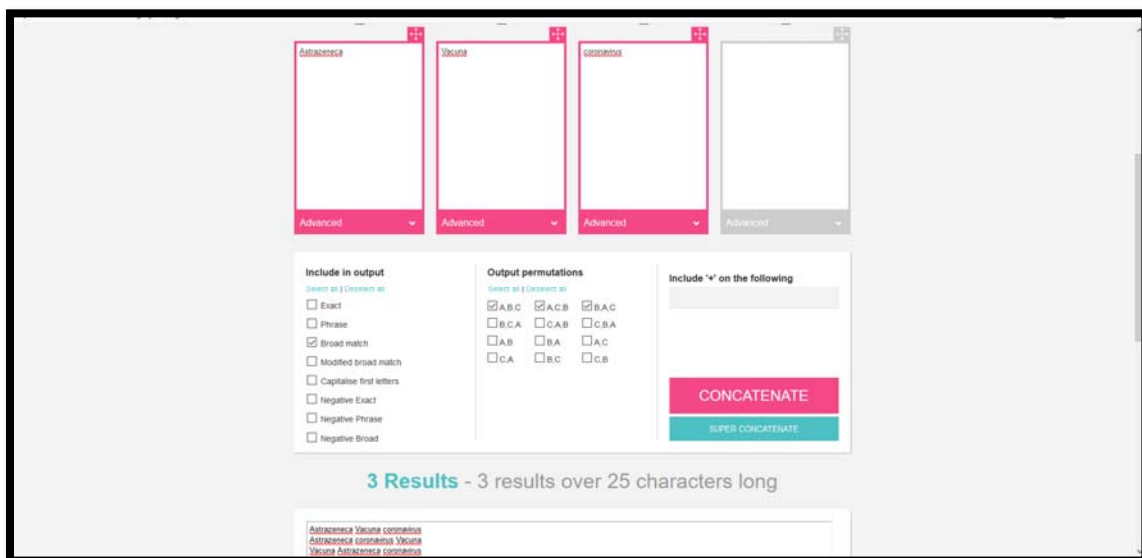 Astrazeneca
Vacuna
coronavirus
Advanced
Advanced
Advanced
Advanced
Include in output
Select all | Deselect all
Exact
Phrase
Broad match
Modified broad match
Capitalise first letters
Negative Exact
Negative Phrase
Negative Broad
Output permutations
Select all | Deselect all
A,B,C A,C,B B,A,C
B,C,A C,A,B C,B,A
A,B B,A A,C
C,A B,C C,B
Include '+' on the following
CONCATENATE
SUPER CONCATENATE
3 Results - 3 results over 25 characters long
Astrazeneca Vacuna coronavirus
Astrazeneca coronavirus Vacuna
Vacuna Astrazeneca coronavirus